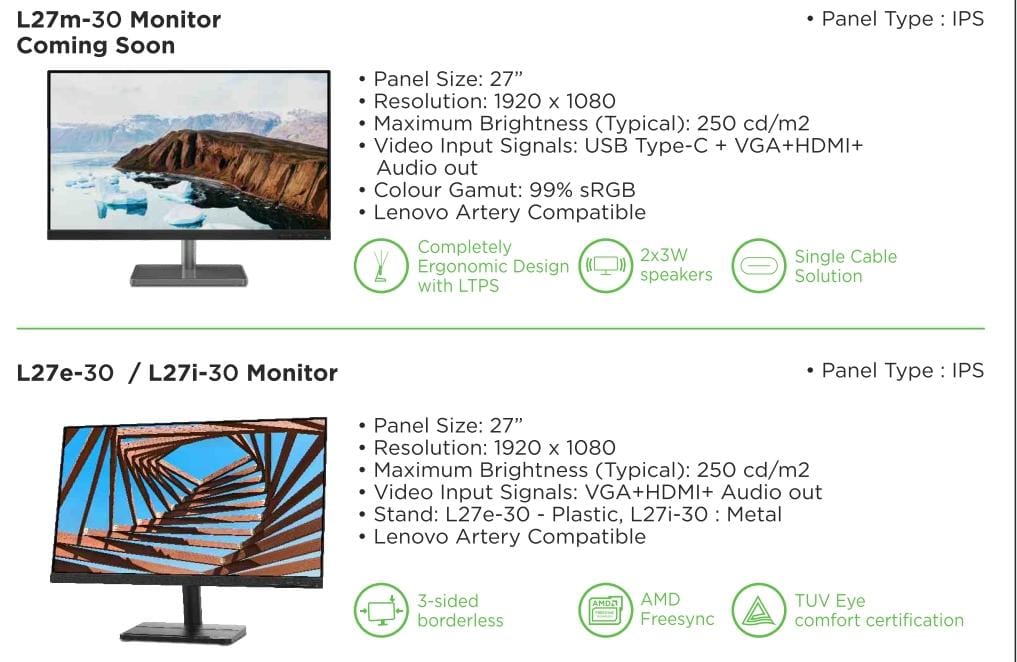 L27m-30 Monitor
Coming Soon
• Panel Type : IPS
• Panel Size: 27”
• Resolution: 1920 x 1080
• Maximum Brightness (Typical): 250 cd/m2
• Video Input Signals: USB Type-C + VGA+HDMI+
Audio out
• Colour Gamut: 99% sRGB
• Lenovo Artery Compatible
Completely
Ergonomic Design
with LTPS
2x3W
speakers
Single Cable
Solution
L27e-30 / L27i-30 Monitor
• Panel Type : IPS
• Panel Size: 27”
• Resolution: 1920 x 1080
• Maximum Brightness (Typical): 250 cd/m2
• Video Input Signals: VGA+HDMI+ Audio out
• Stand: L27e-30 - Plastic, L27i-30 : Metal
• Lenovo Artery Compatible
3-sided
borderless
AMD
AMD
Freesync
TUV Eye
comfort certification